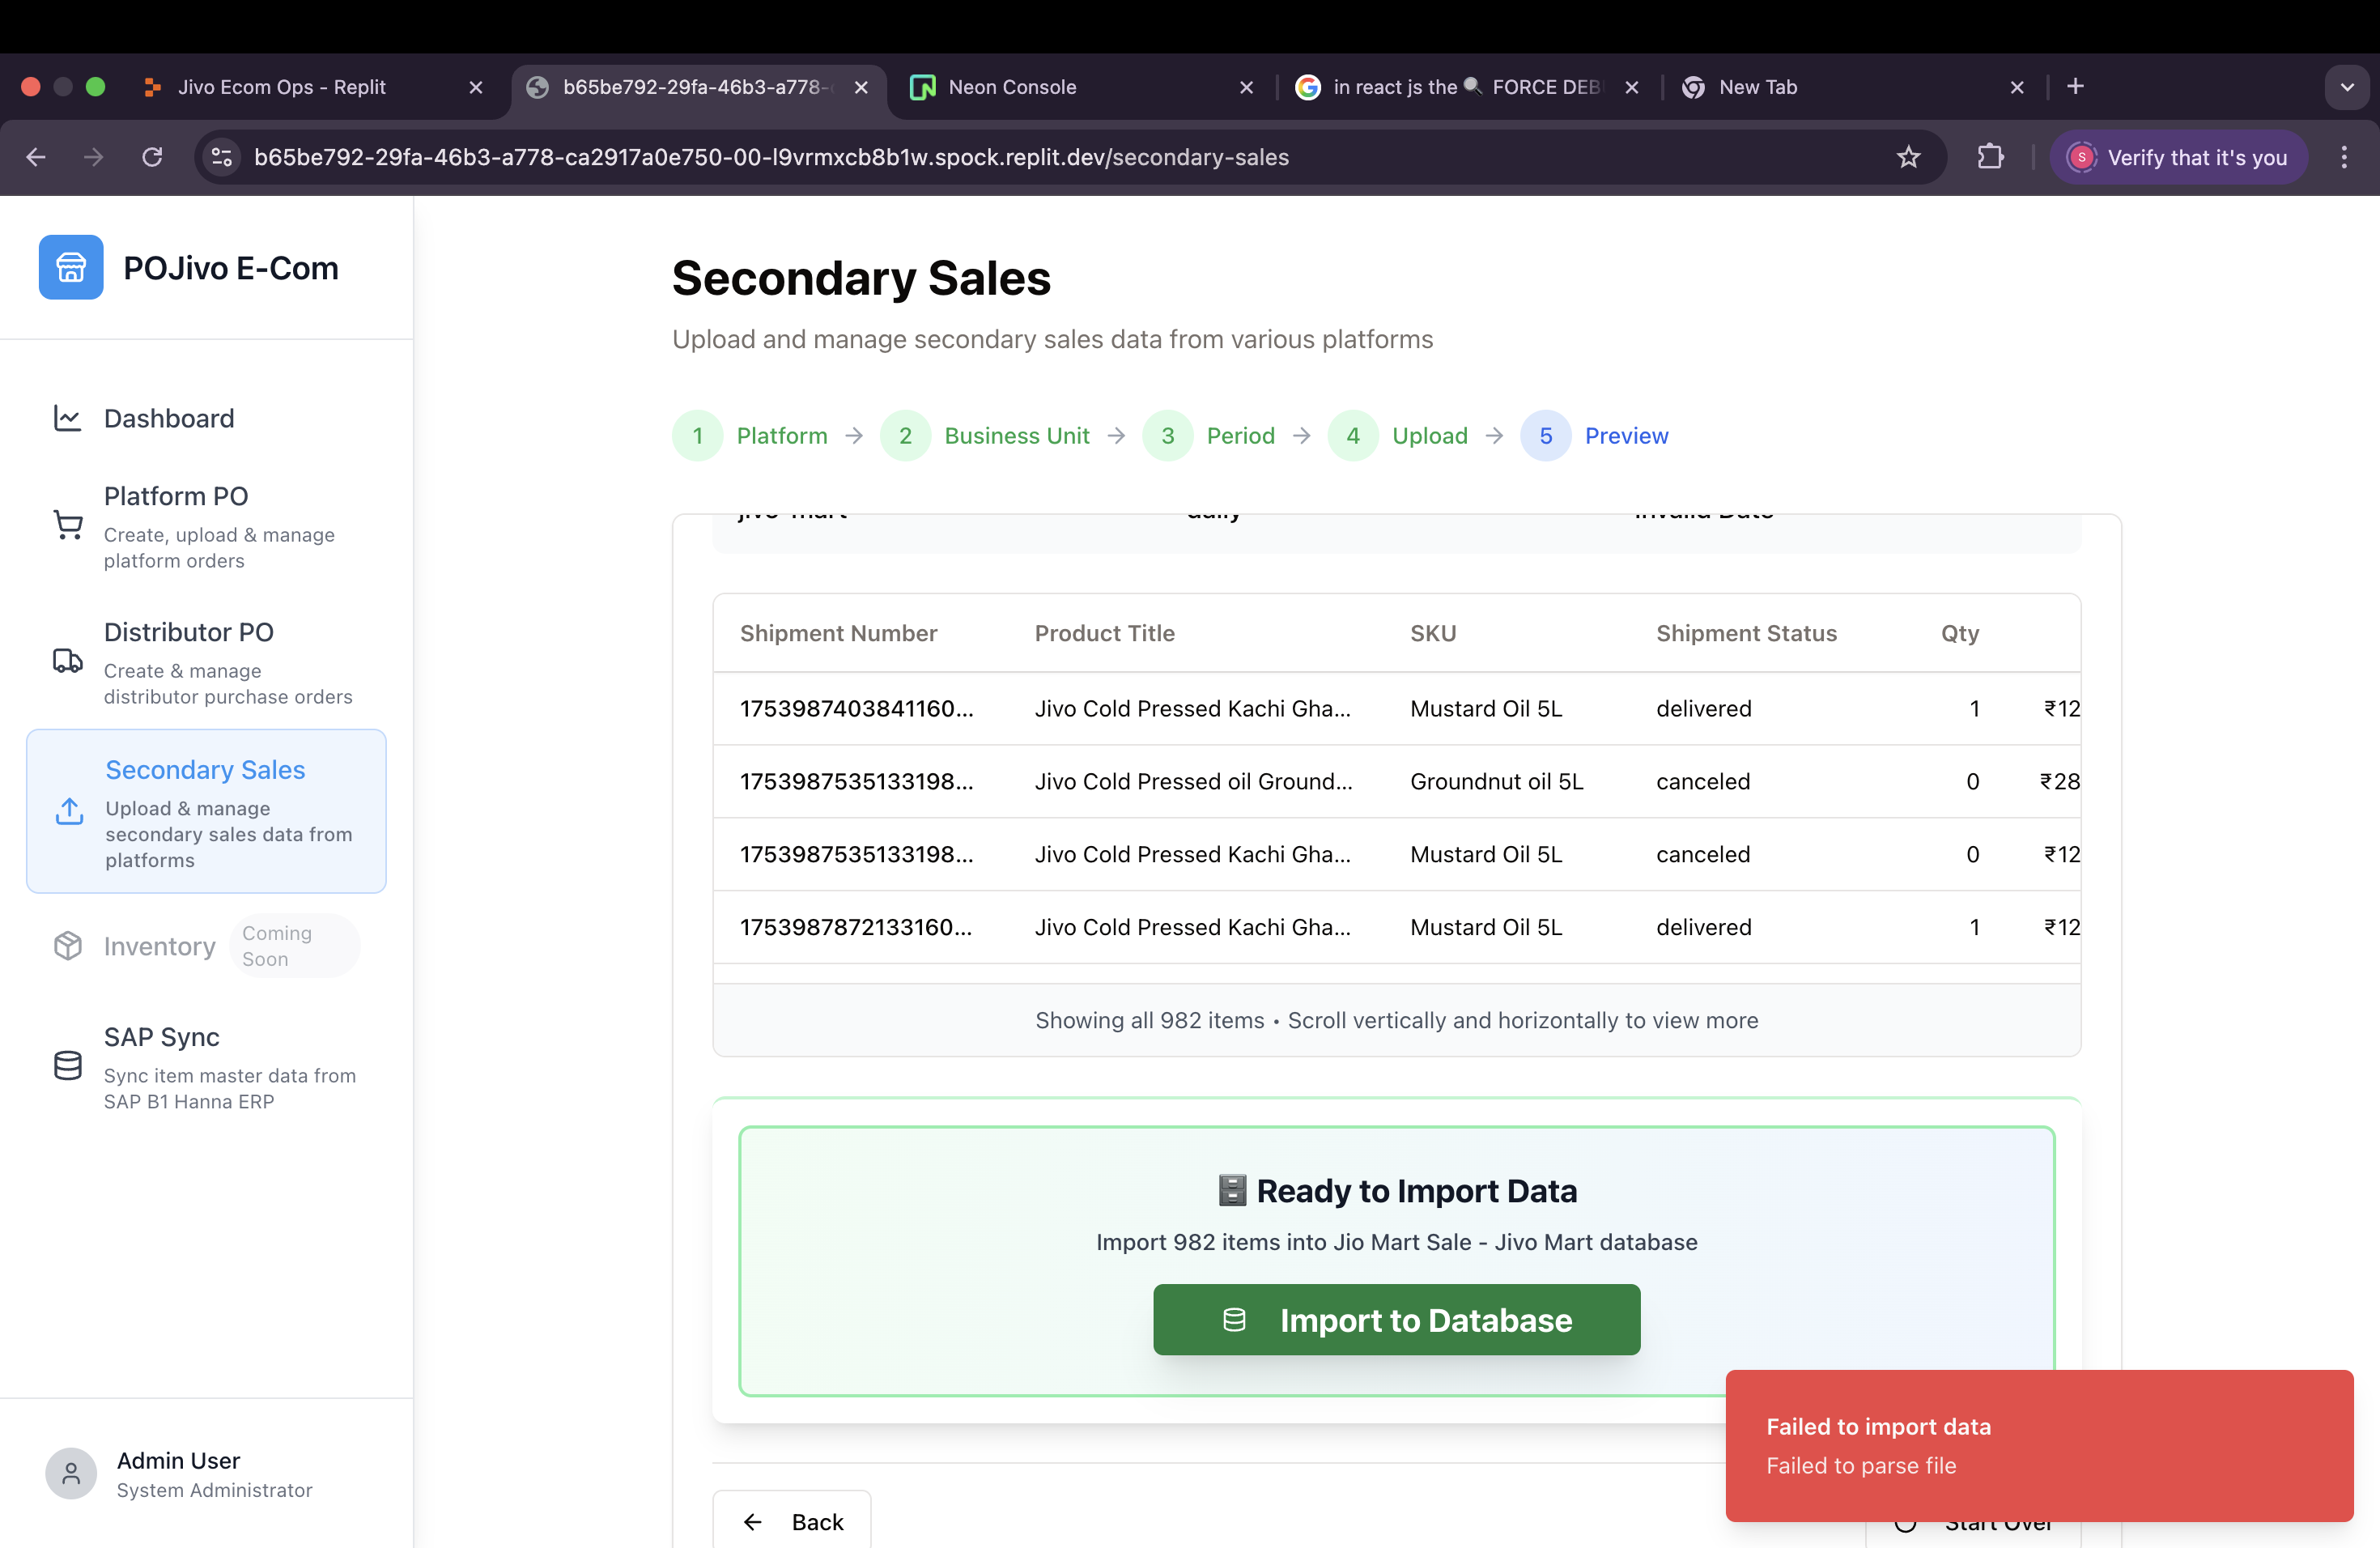 Jivo Ecom Ops - Replit
b65be792-29fa-46b3-a778-
Neon Console
in react js the 🔍 FORCE DEB
New Tab
b65be792-29fa-46b3-a778-ca2917a0e750-00-l9vrmxcb8b1w.spock.replit.dev/secondary-sales
S
Verify that it's you
POJivo E-Com
Dashboard
Platform PO
Create, upload & manage
platform orders
Distributor PO
Create & manage
distributor purchase orders
Secondary Sales
Upload & manage
secondary sales data from
platforms
Inventory
Coming
Soon
SAP Sync
Sync item master data from
SAP B1 Hanna ERP
Admin User
System Administrator
Secondary Sales
Upload and manage secondary sales data from various platforms
1 Platform → 2 Business Unit → 3 Period → 4 Upload → 5 Preview
jivo-mart daily Invalid Date
Shipment Number Product Title SKU Shipment Status Qty
1753987403841160... Jivo Cold Pressed Kachi Gha... Mustard Oil 5L delivered 1 ₹12
1753987535133198... Jivo Cold Pressed oil Ground... Groundnut oil 5L canceled 0 ₹28
1753987535133198... Jivo Cold Pressed Kachi Gha... Mustard Oil 5L canceled 0 ₹12
1753987872133160... Jivo Cold Pressed Kachi Gha... Mustard Oil 5L delivered 1 ₹12
Showing all 982 items • Scroll vertically and horizontally to view more
🗄️ Ready to Import Data
Import 982 items into Jio Mart Sale - Jivo Mart database
Import to Database
Failed to import data
Failed to parse file
Back
Start Over